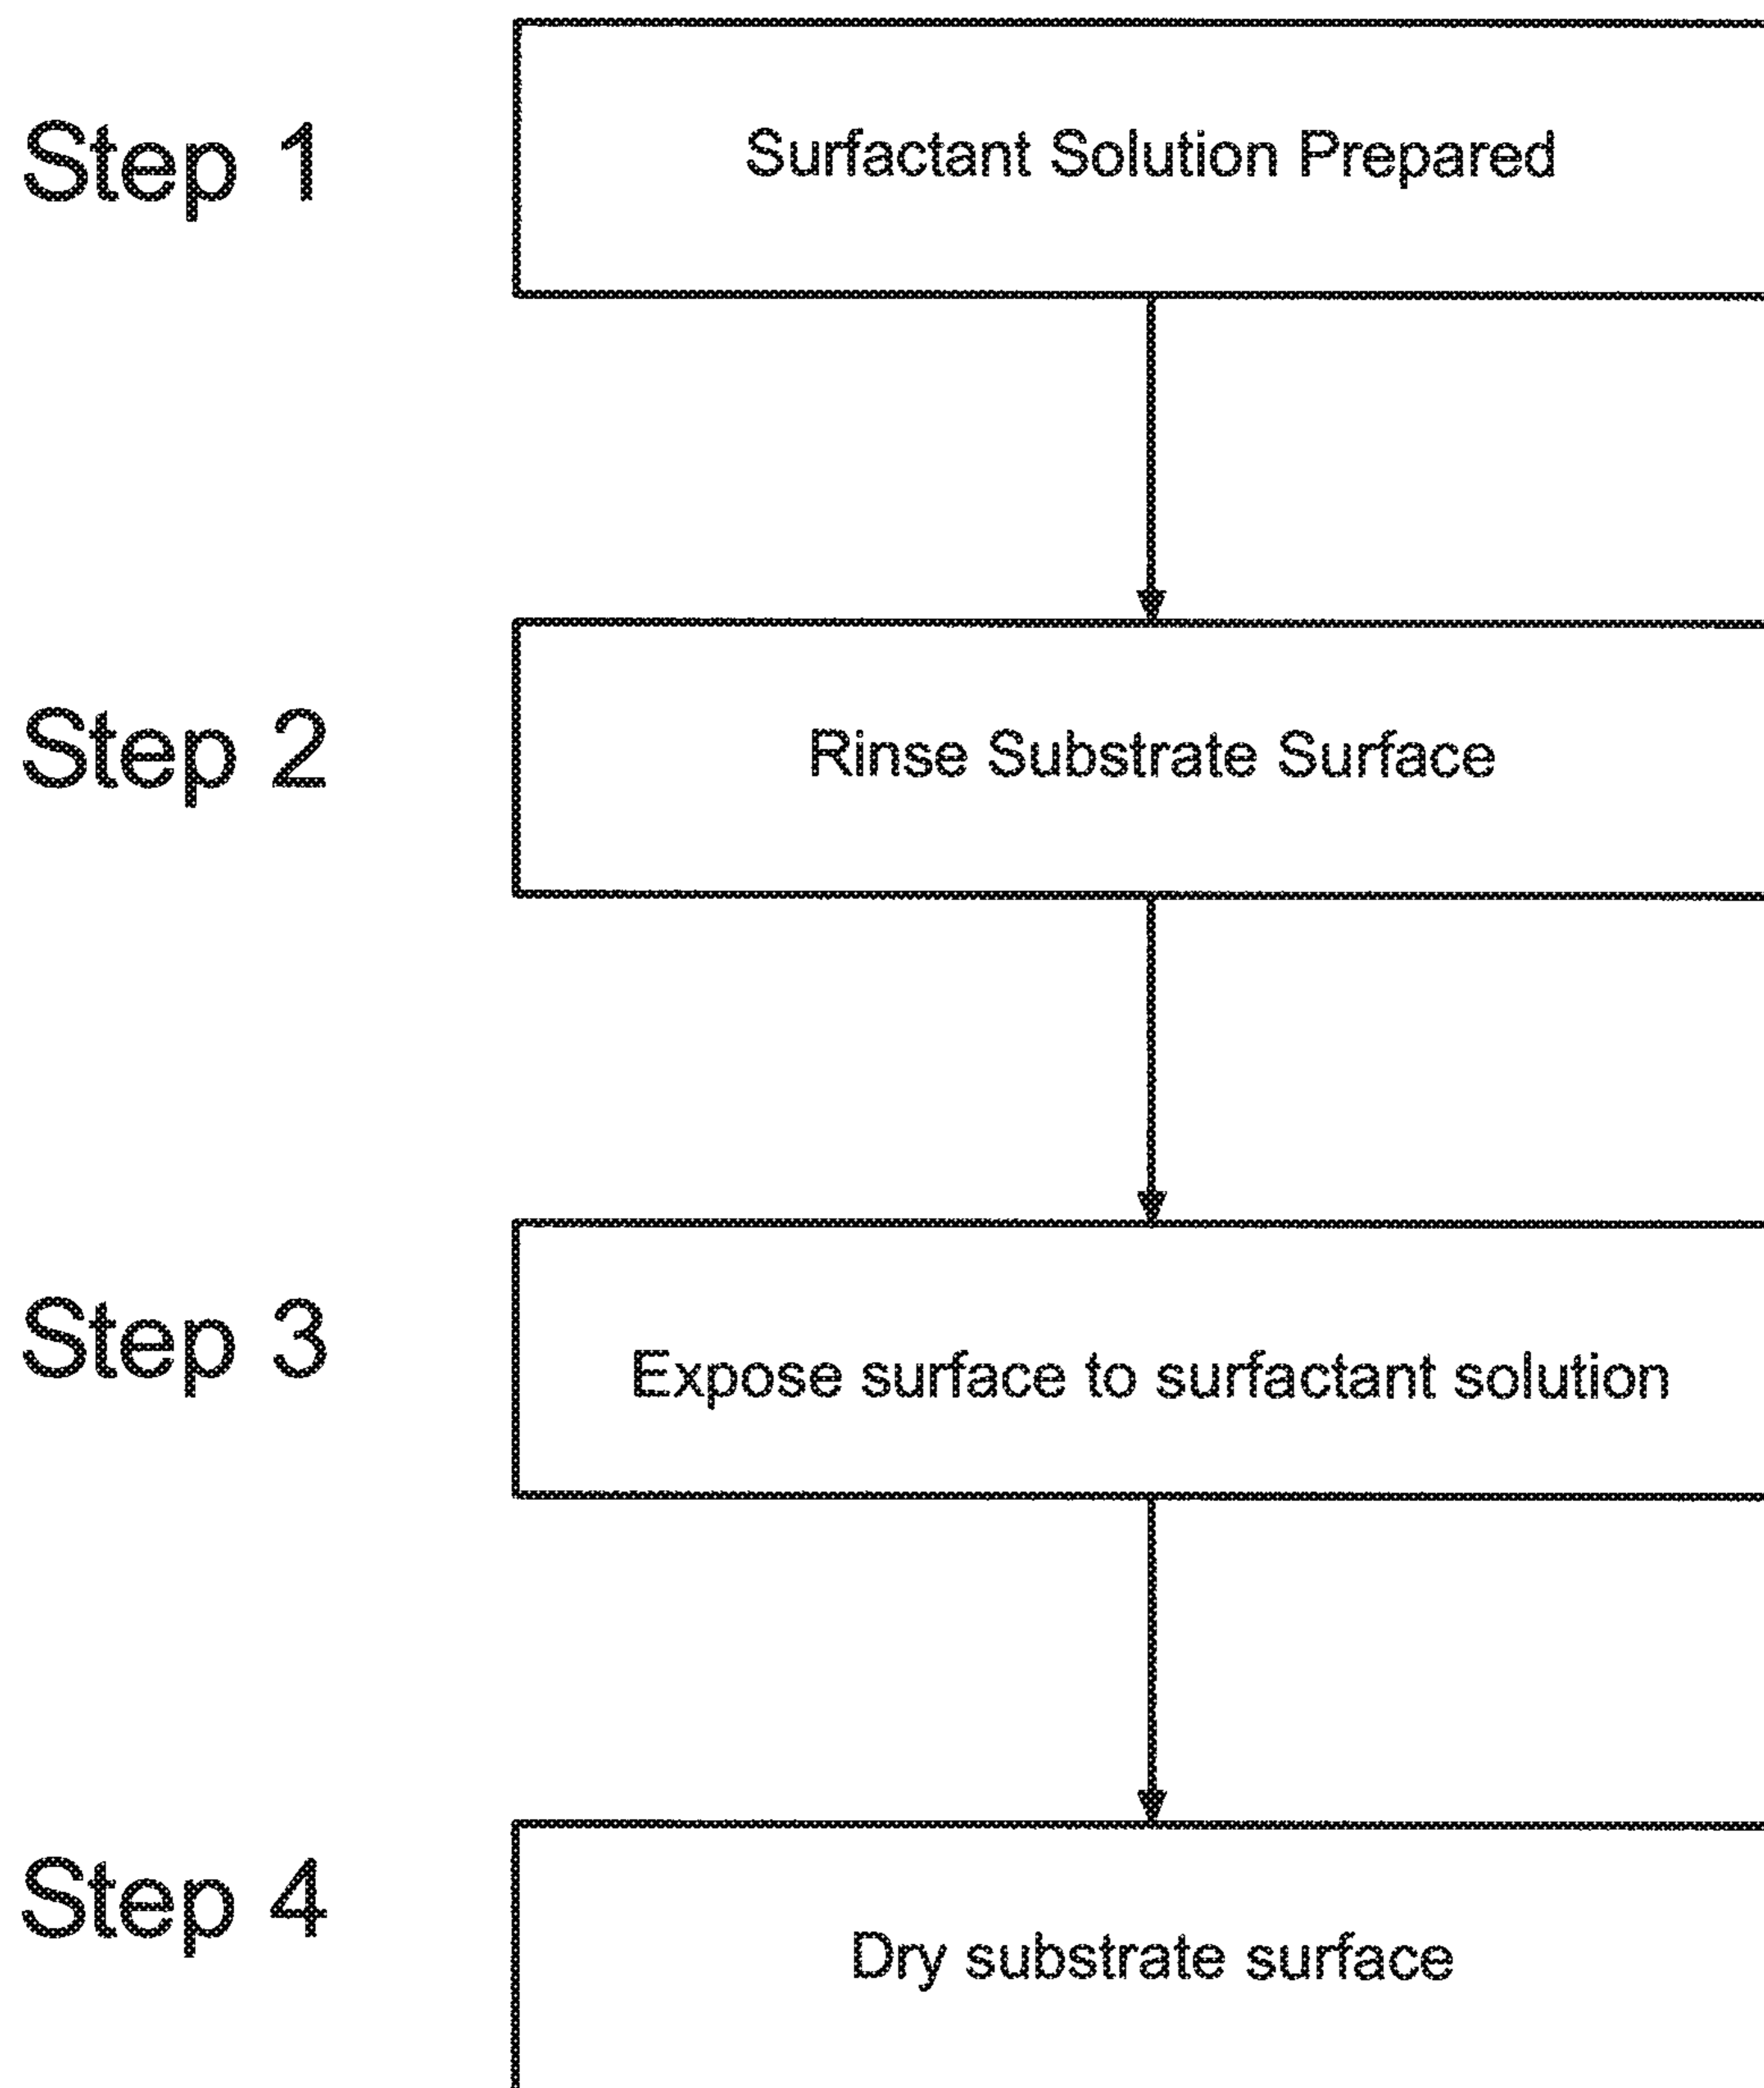 Step 1
Surfactant Solution Prepared
Step 2
Rinse Substrate Surface
Step 3
Expose surface to surfactant solution
Step 4
Dry substrate surface